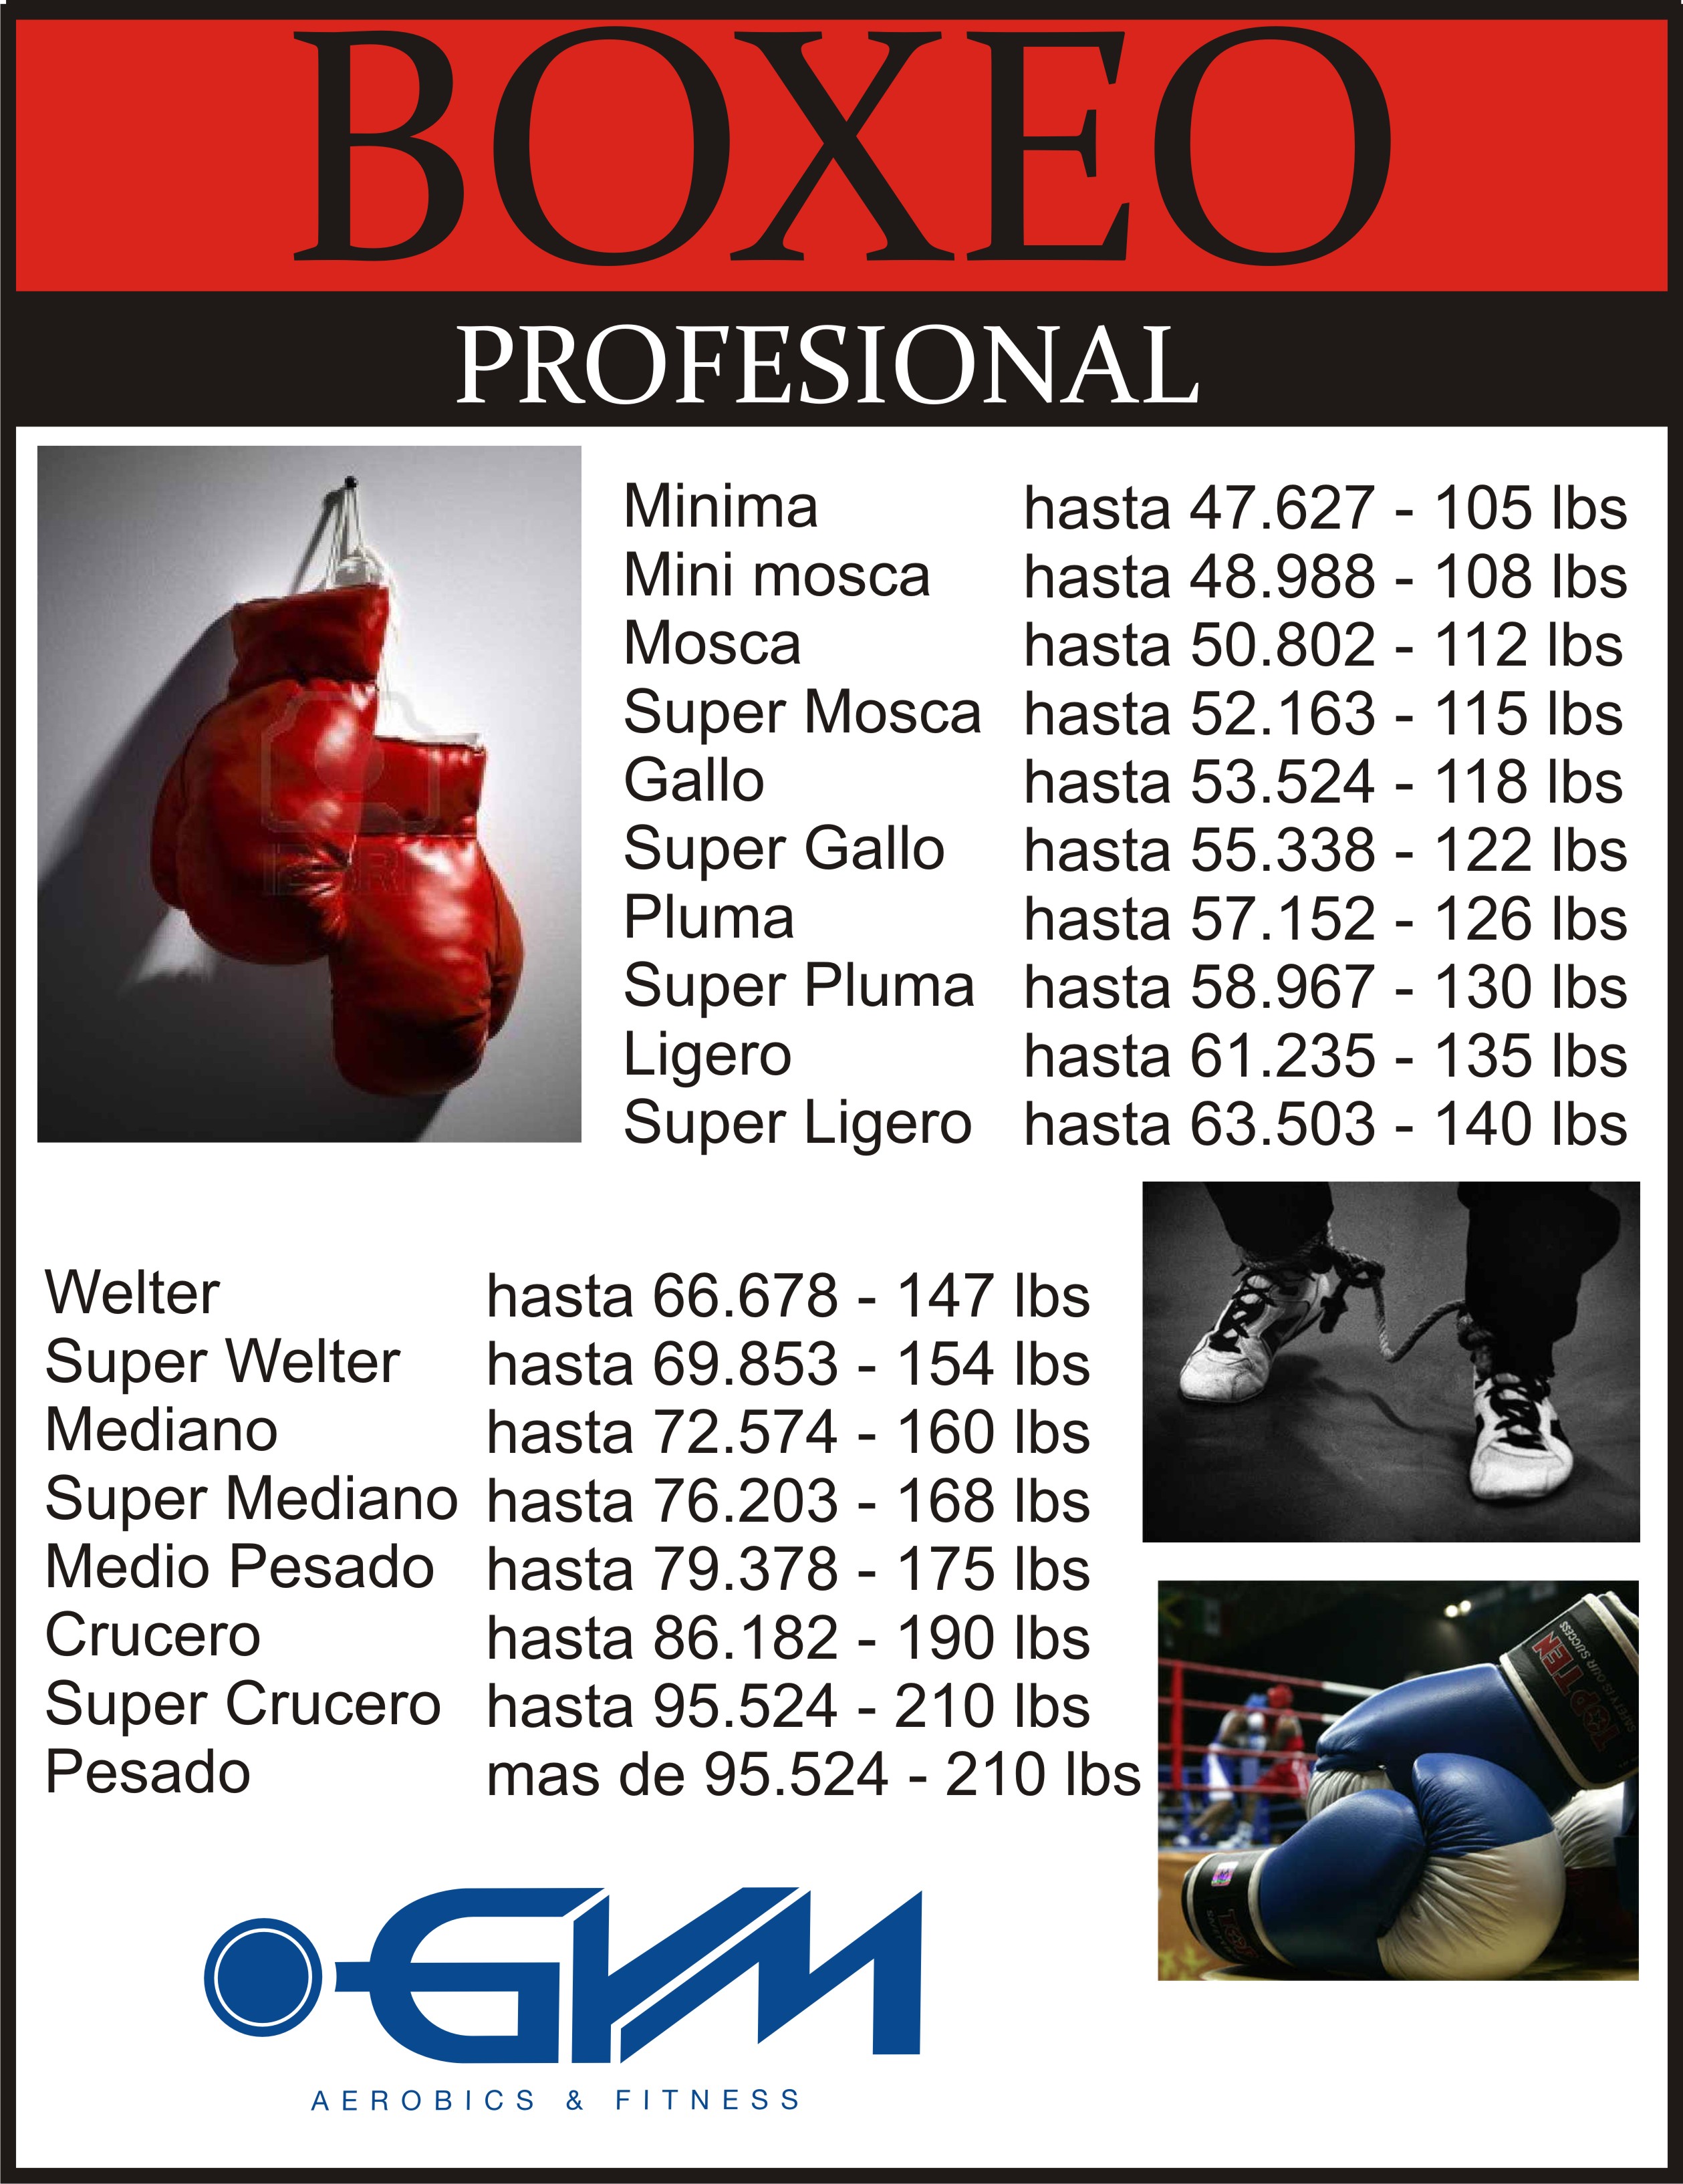 BOXEO
PROFESIONAL
Minima hasta 47.627 - 105 lbs
Mini mosca hasta 48.988 - 108 lbs
Mosca hasta 50.802 - 112 lbs
Super Mosca hasta 52.163 - 115 lbs
Gallo hasta 53.524 - 118 lbs
Super Gallo hasta 55.338 - 122 lbs
Pluma hasta 57.152 - 126 lbs
Super Pluma hasta 58.967 - 130 lbs
Ligero hasta 61.235 - 135 lbs
Super Ligero hasta 63.503 - 140 lbs
Welter hasta 66.678 - 147 lbs
Super Welter hasta 69.853 - 154 lbs
Mediano hasta 72.574 - 160 lbs
Super Mediano hasta 76.203 - 168 lbs
Medio Pesado hasta 79.378 - 175 lbs
Crucero hasta 86.182 - 190 lbs
Super Crucero hasta 95.524 - 210 lbs
Pesado mas de 95.524 - 210 lbs
TOP TEN
SAFETY IS OUR SUCCESS
GYM
AEROBICS & FITNESS